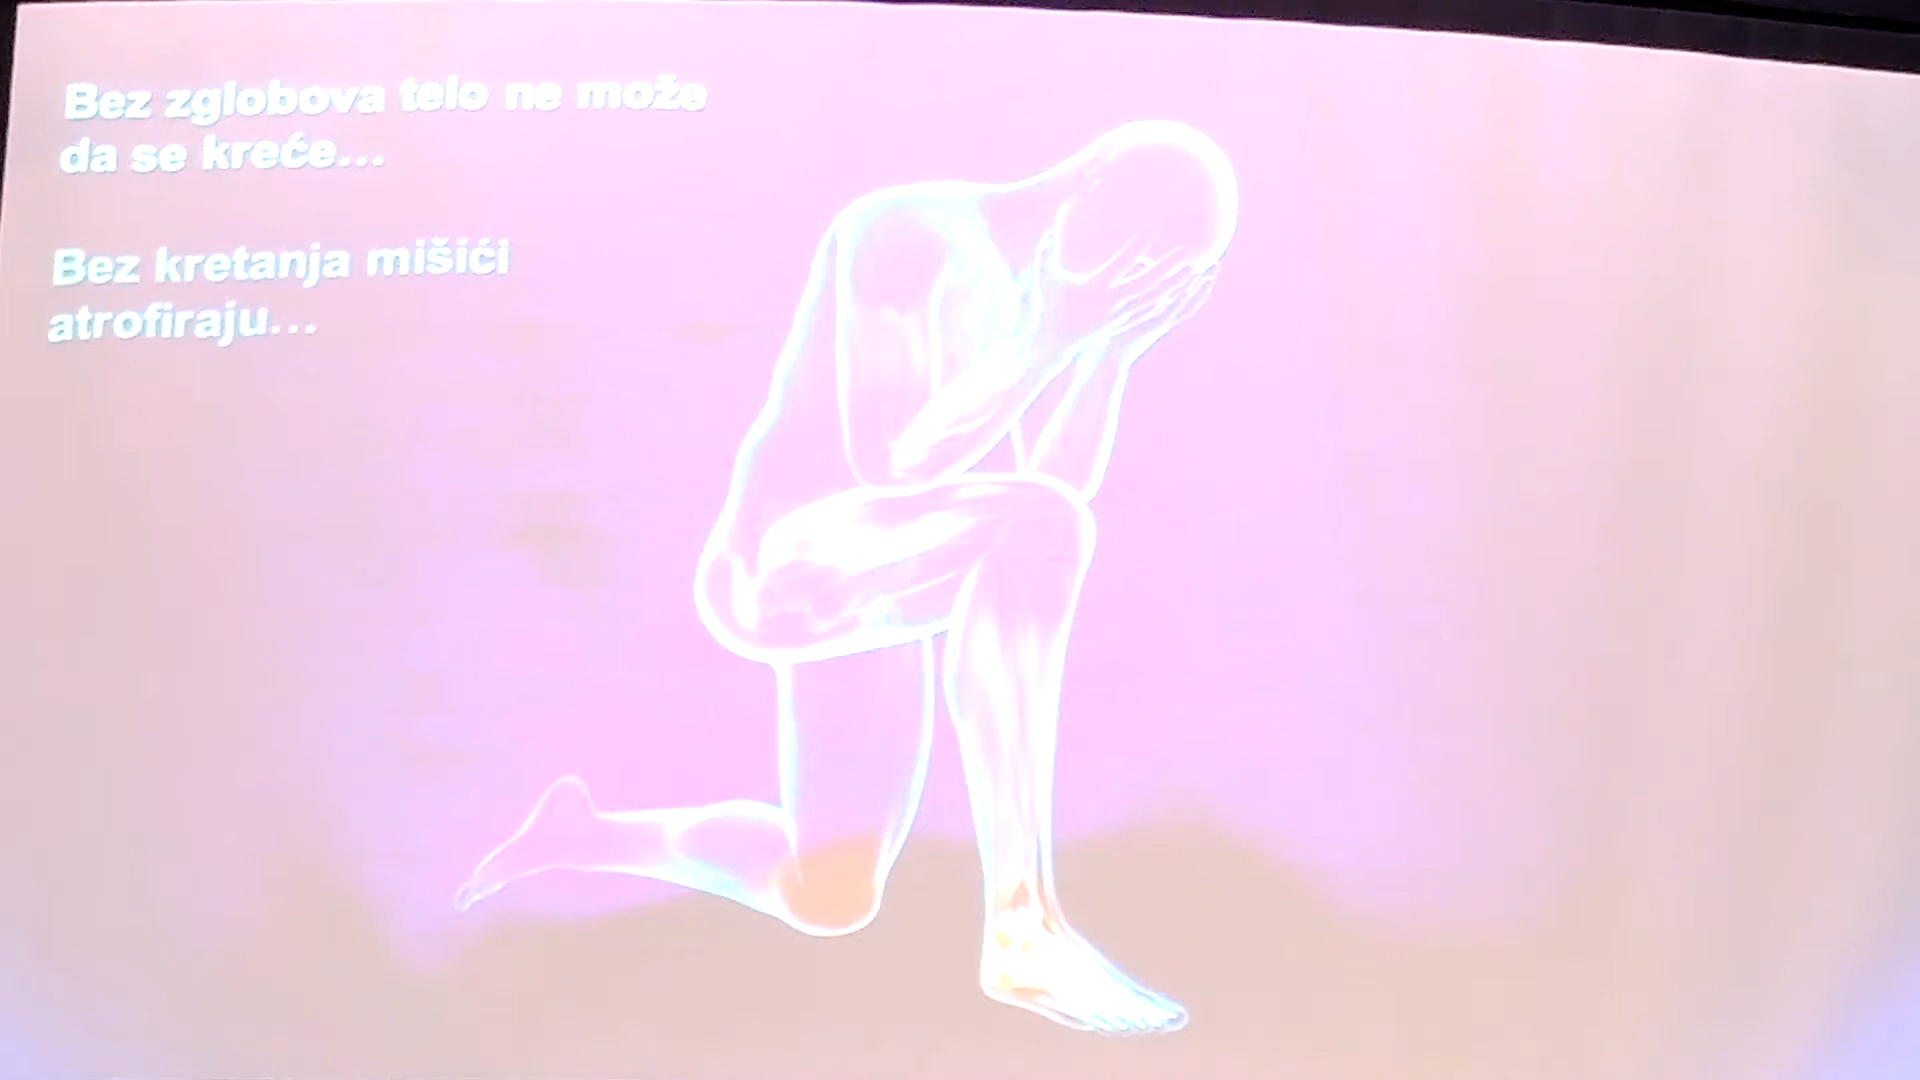 Bez zglobova telo ne može
da se kreće...
Bez kretanja mišići
atrofiraju...